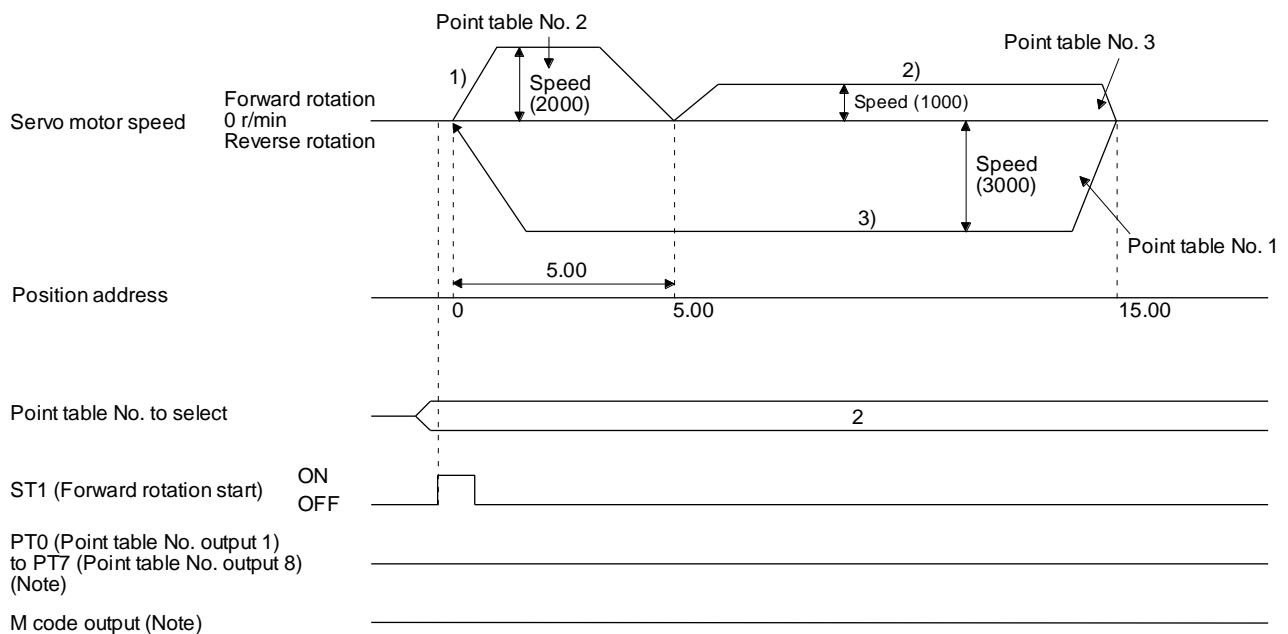 Point table No. 2
Point table No. 3
1)
2)
Speed
(2000)
Speed (1000)
Servo motor speed
Forward rotation
0 r/min
Reverse rotation
Speed
(3000)
3)
Point table No. 1
5.00
Position address
0
5.00
15.00
Point table No. to select
2
ST1 (Forward rotation start)
ON
OFF
PT0 (Point table No. output 1)
to PT7 (Point table No. output 8)
(Note)
M code output (Note)